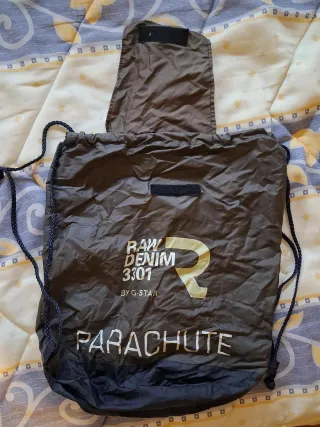 RAW
DENIM
3301
R
BY G-STAR
PARACHUTE